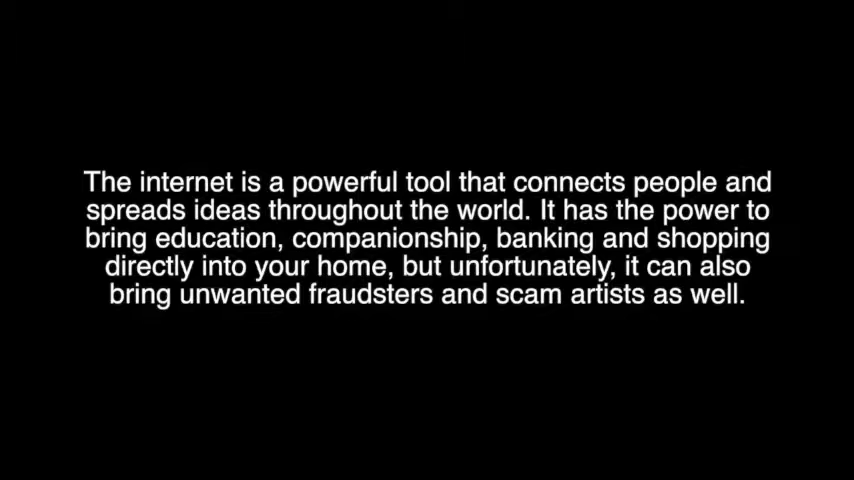 The internet is a powerful tool that connects people and
spreads ideas throughout the world. It has the power to
bring education, companionship, banking and shopping
directly into your home, but unfortunately, it can also
bring unwanted fraudsters and scam artists as well.